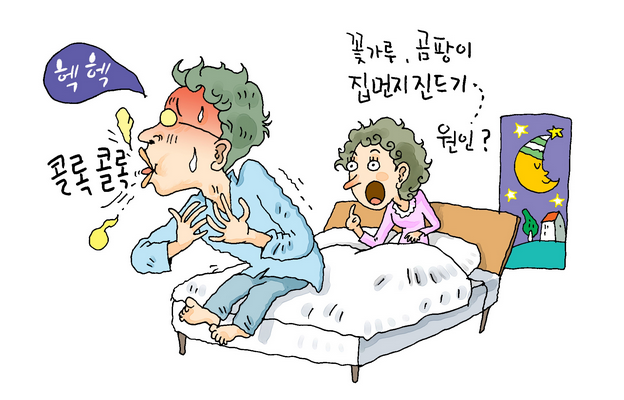 헥 헥
콜록 콜록
꽃가루, 곰팡이
집먼지 진드기
원인?